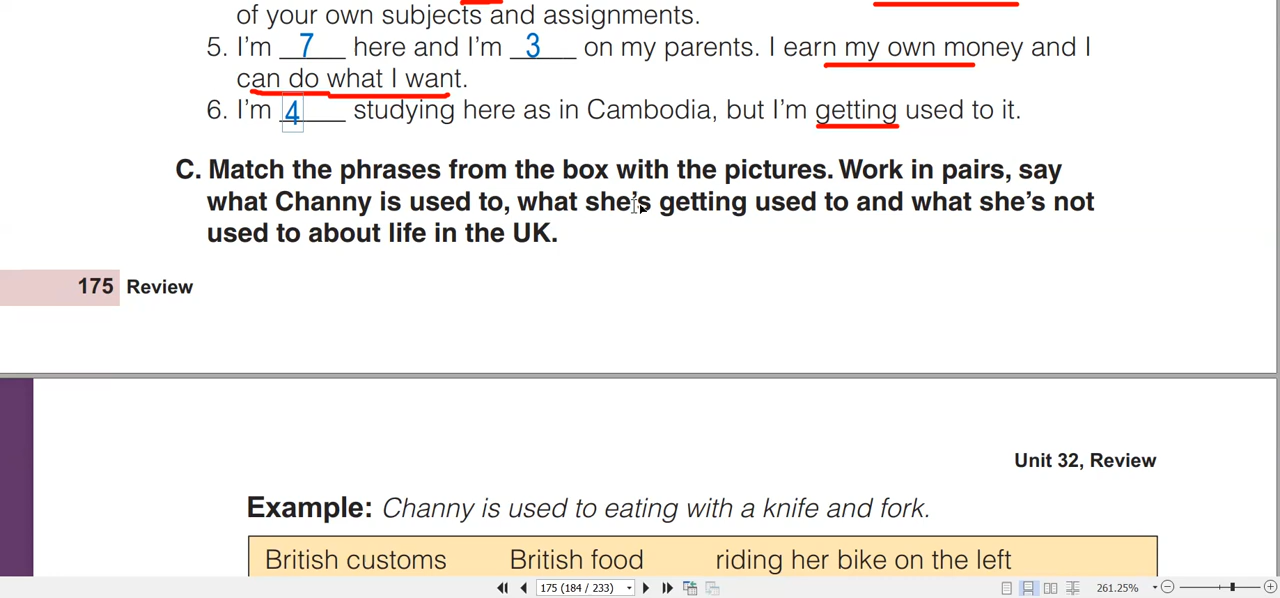 of your own subjects and assignments.
5. I'm 7 here and I'm 3 on my parents. I earn my own money and I
can do what I want.
6. I'm 4 studying here as in Cambodia, but I'm getting used to it.
C. Match the phrases from the box with the pictures. Work in pairs, say
what Channy is used to, what she's getting used to and what she's not
used to about life in the UK.
175 Review
Unit 32, Review
Example: Channy is used to eating with a knife and fork.
British customs British food riding her bike on the left
175 (184 / 233) 261.25%